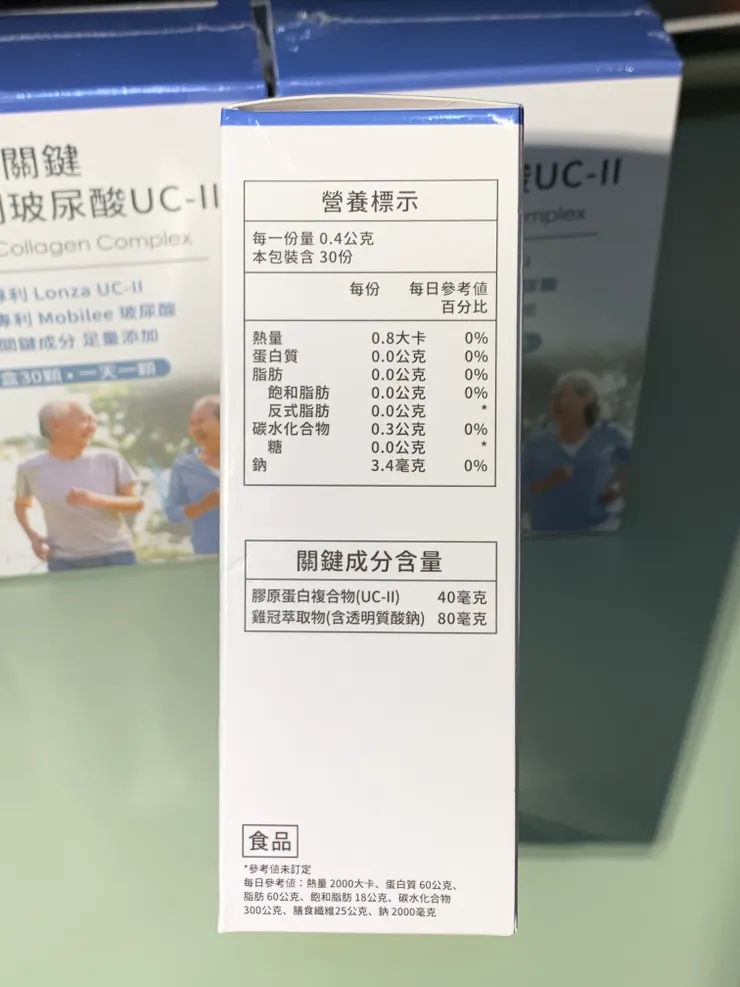 營養標示
每一份量 0.4公克
本包裝含 30份
每份 每日參考值
百分比
熱量 0.8大卡 0%
蛋白質 0.0公克 0%
脂肪 0.0公克 0%
飽和脂肪 0.0公克 0%
反式脂肪 0.0公克 *
碳水化合物 0.3公克 0%
糖 0.0公克 *
鈉 3.4毫克 0%
關鍵成分含量
膠原蛋白複合物(UC-II) 40毫克
雞冠萃取物(含透明質酸鈉) 80毫克
食品
*參考值未訂定
每日參考值：熱量 2000大卡、蛋白質 60公克、
脂肪 60公克、飽和脂肪 18公克、碳水化合物
300公克、膳食纖維25公克、鈉 2000毫克
關鍵
玻尿酸UC-II
Collagen Complex
專利 Lonza UC-II
專利 Mobilee 玻尿酸
關鍵成分 足量添加
盒30顆・一天一顆
UC-II
mplex